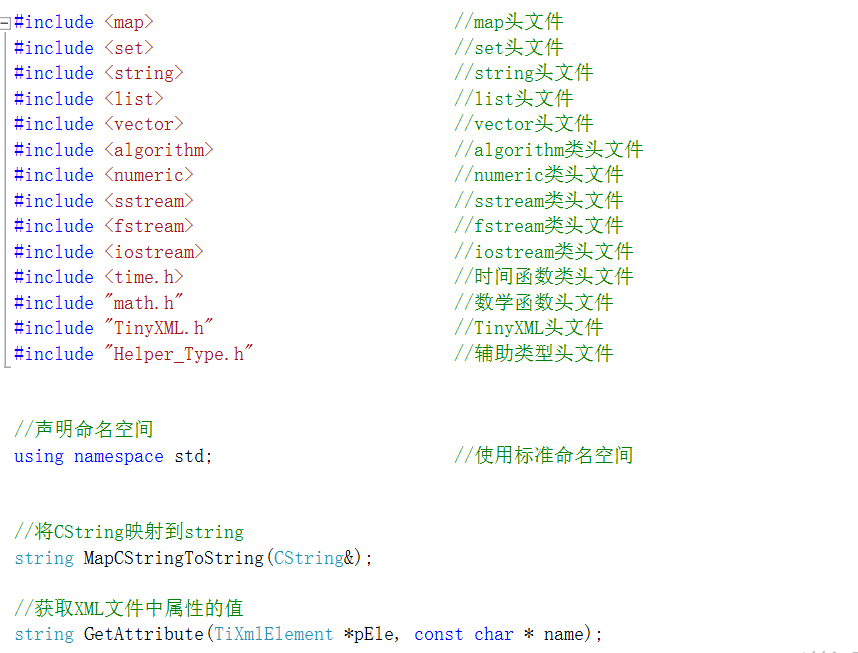 #include <map> //map头文件
#include <set> //set头文件
#include <string> //string头文件
#include <list> //list头文件
#include <vector> //vector头文件
#include <algorithm> //algorithm类头文件
#include <numeric> //numeric类头文件
#include <sstream> //sstream类头文件
#include <fstream> //fstream类头文件
#include <iostream> //iostream类头文件
#include <time.h> //时间函数类头文件
#include "math.h" //数学函数头文件
#include "TinyXML.h" //TinyXML头文件
#include "Helper_Type.h" //辅助类型头文件
//声明命名空间
using namespace std; //使用标准命名空间
//将CString映射到string
string MapCStringToString(CString&);
//获取XML文件中属性的值
string GetAttribute(TiXmlElement *pEle, const char * name);